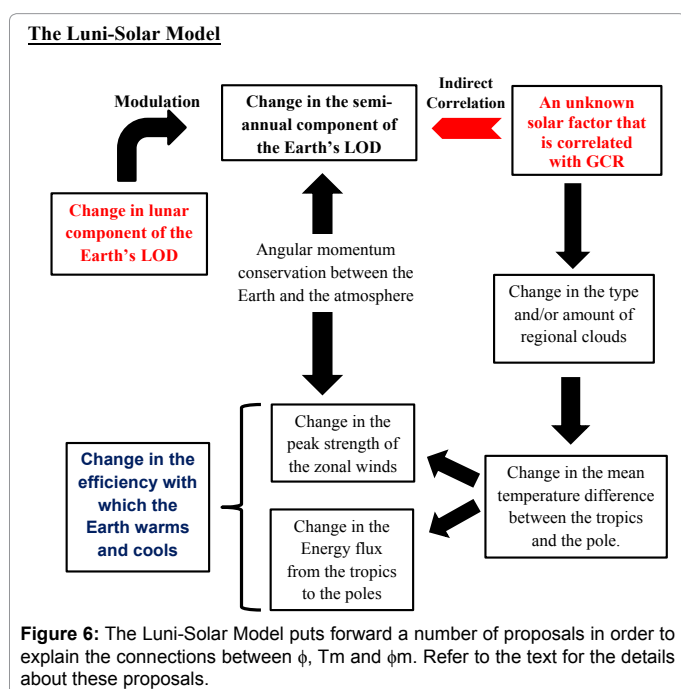 The Luni-Solar Model
Modulation
Change in the semi-
annual component of
the Earth's LOD
Indirect
Correlation
An unknown
solar factor that
is correlated
with GCR
Change in lunar
component of the
Earth's LOD
Angular momentum
conservation between the
Earth and the atmosphere
Change in the type
and/or amount of
regional clouds
Change in the
efficiency with
which the
Earth warms
and cools
Change in the
peak strength of
the zonal winds
Change in the
Energy flux
from the tropics
to the poles
Change in the mean
temperature difference
between the tropics
and the pole.
Figure 6: The Luni-Solar Model puts forward a number of proposals in order to
explain the connections between ϕ, Tm and ϕm. Refer to the text for the details
about these proposals.